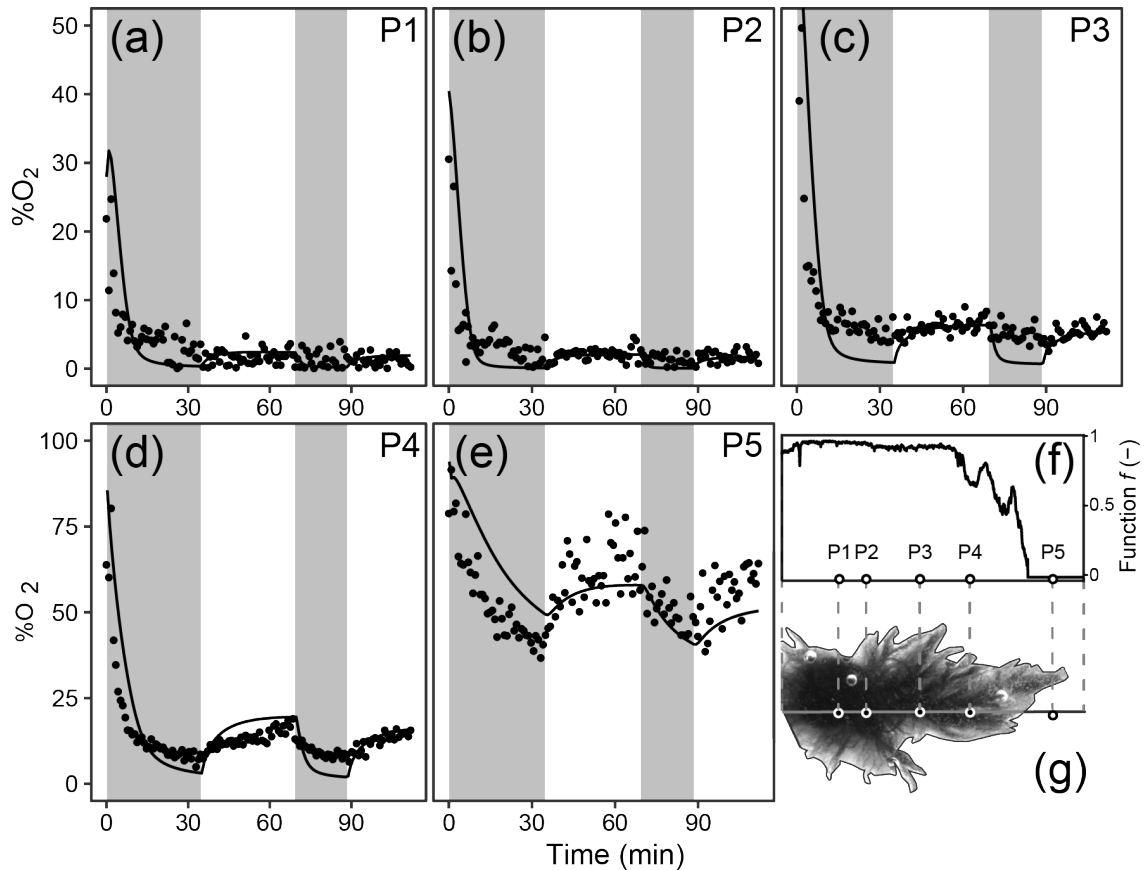 (a) P1 (b) P2 (c) P3
50
40
30
20
10
0
%O2
0 30 60 90 0 30 60 90 0 30 60 90
(d) P4 (e) P5 (f)
100
75
50
25
0
%O 2
1
0.5
0
Function f (−)
P1 P2 P3 P4 P5
(g)
0 30 60 90 0 30 60 90
Time (min)